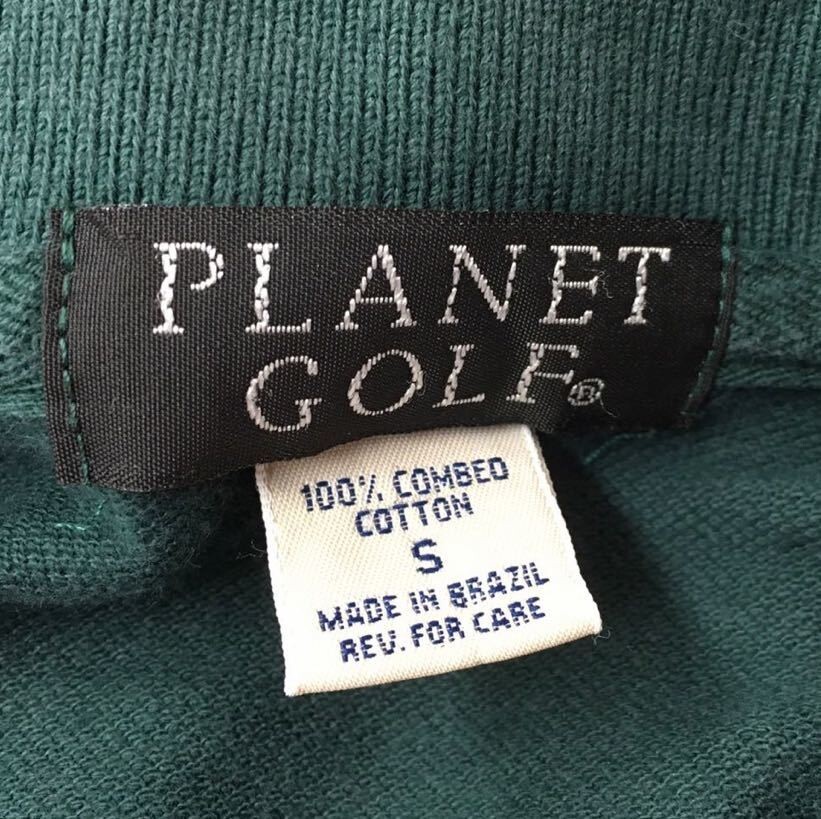 PLANET
GOLF®
100% COMBED
COTTON
S
MADE IN BRAZIL
REV. FOR CARE